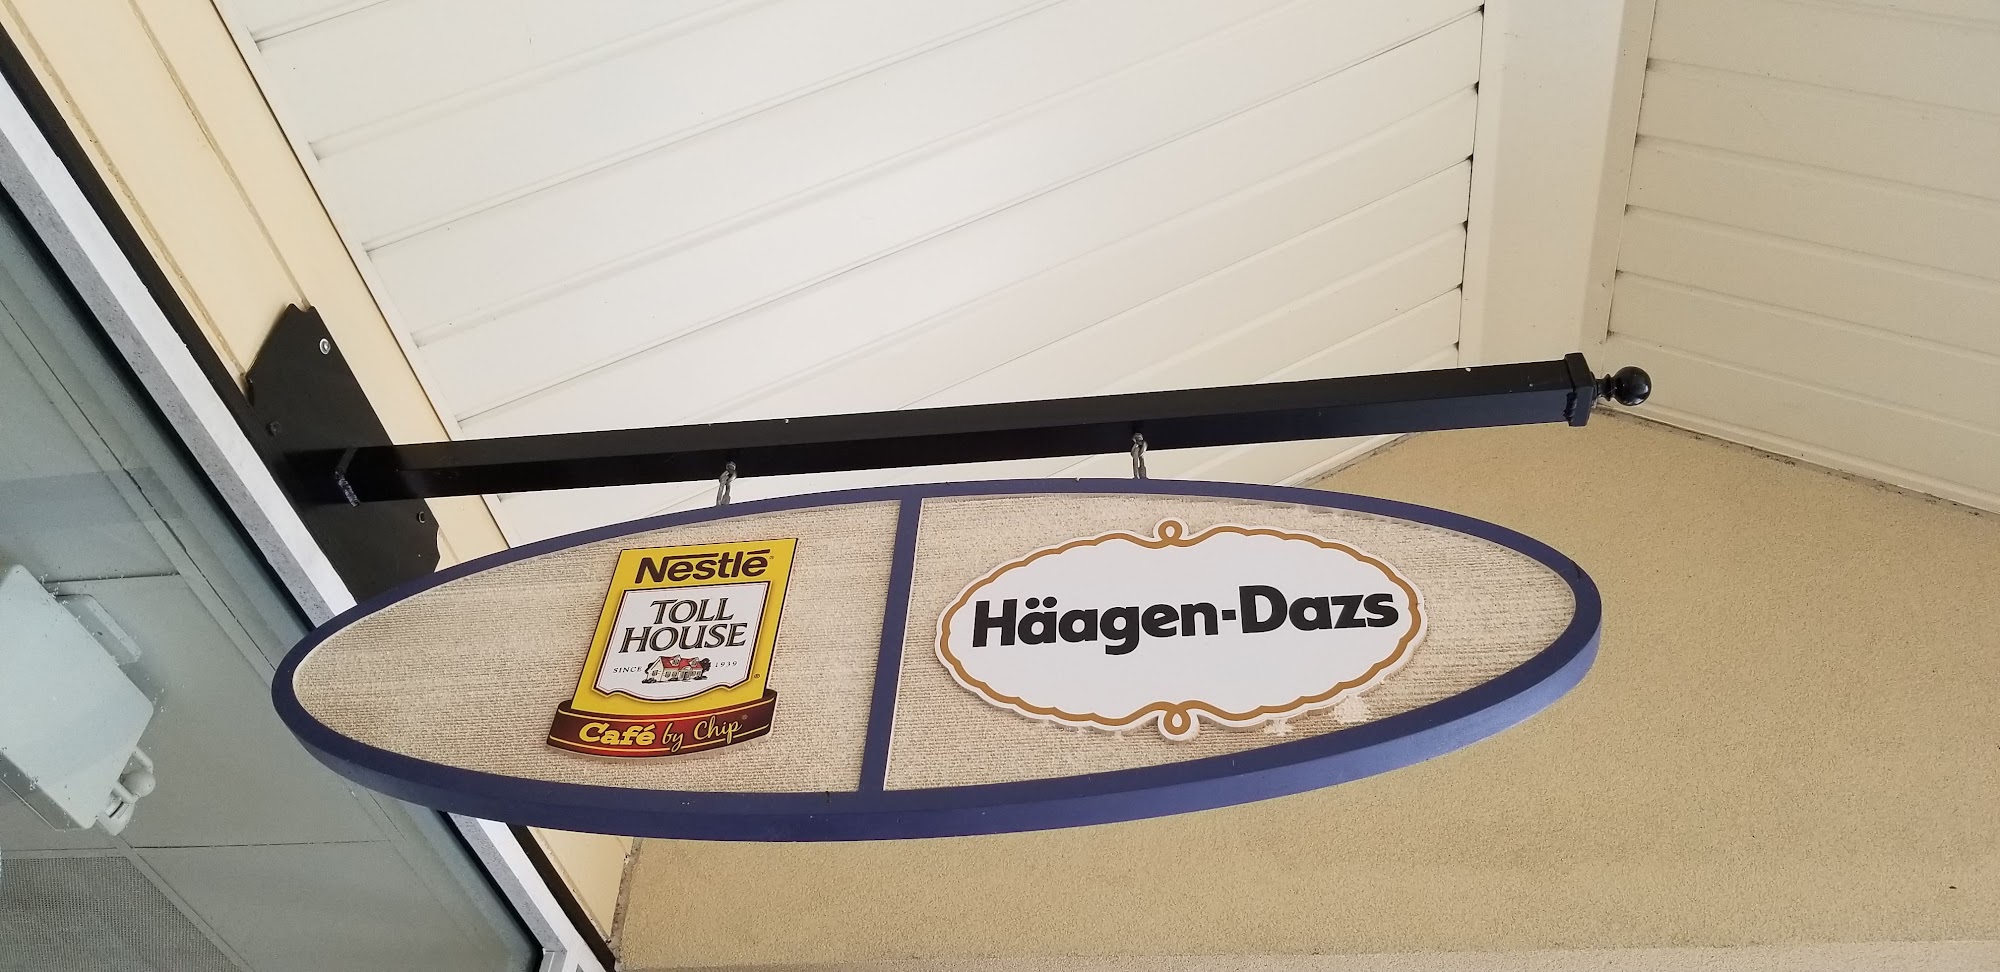 Nestlé
TOLL
HOUSE
SINCE 1939
Café by Chip
Häagen-Dazs